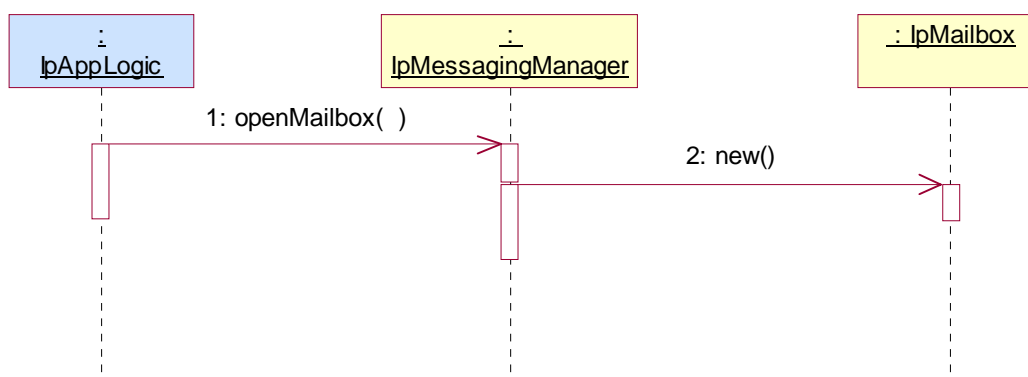 :
IpAppLogic
:
IpMessagingManager
: IpMailbox
1: openMailbox( )
2: new()